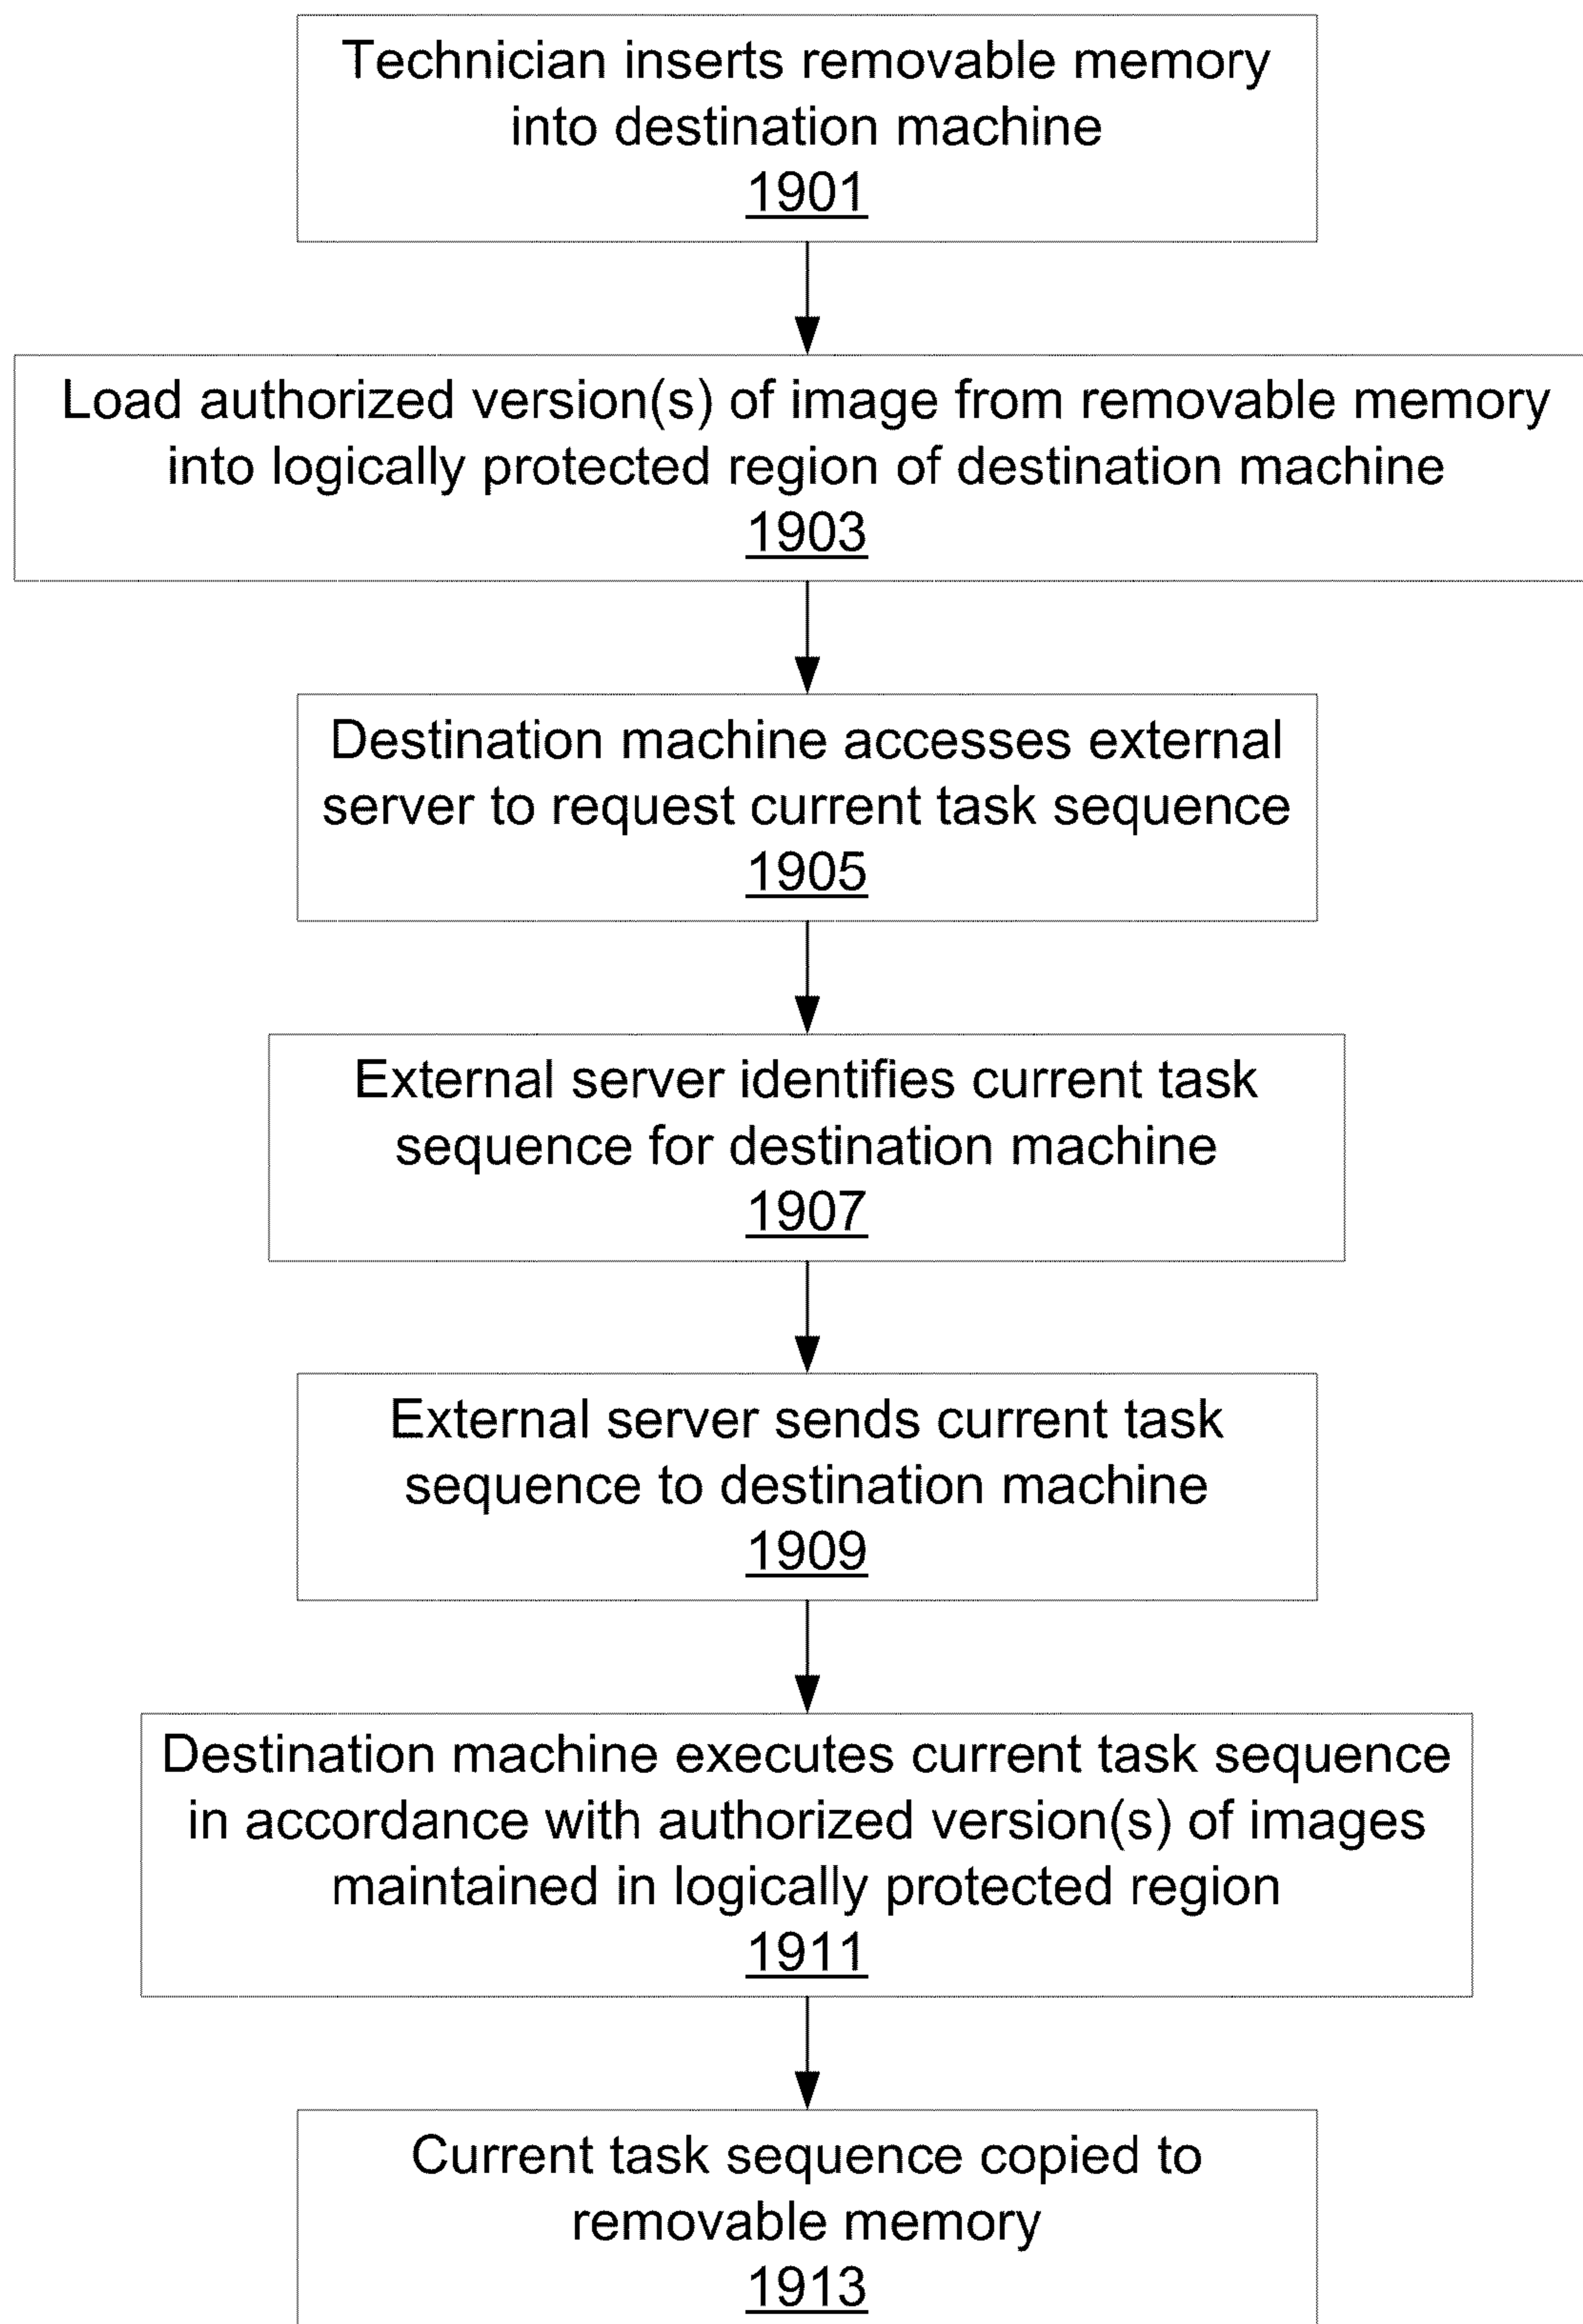 Technician inserts removable memory
into destination machine
1901
Load authorized version(s) of image from removable memory
into logically protected region of destination machine
1903
Destination machine accesses external
server to request current task sequence
1905
External server identifies current task
sequence for destination machine
1907
External server sends current task
sequence to destination machine
1909
Destination machine executes current task sequence
in accordance with authorized version(s) of images
maintained in logically protected region
1911
Current task sequence copied to
removable memory
1913